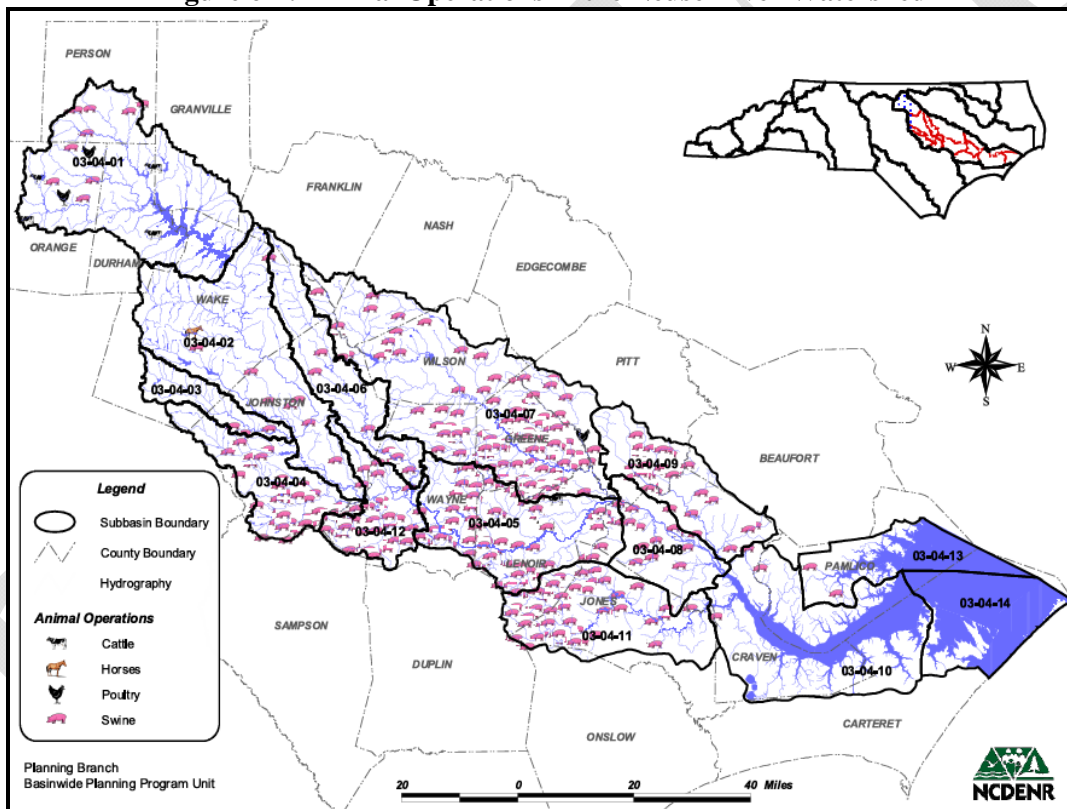 PERSON
GRANVILLE
03-04-01
FRANKLIN
NASH
ORANGE
DURHAM
EDGECOMBE
WAKE
03-04-02
WILSON
PITT
N
W E
S
03-04-03
03-04-06
JOHNSTON
03-04-07
GREENE
03-04-09
BEAUFORT
03-04-04
WAYNE
03-04-05
03-04-12
03-04-08
LENOIR
PAMLICO
03-04-13
03-04-14
JONES
03-04-11
SAMPSON
DUPLIN
CRAVEN
03-04-10
CARTERET
ONSLOW
Legend
Subbasin Boundary
County Boundary
Hydrography
Animal Operations
Cattle
Horses
Poultry
Swine
Planning Branch
Basinwide Planning Program Unit
20 0 20 40 Miles
NCDENR